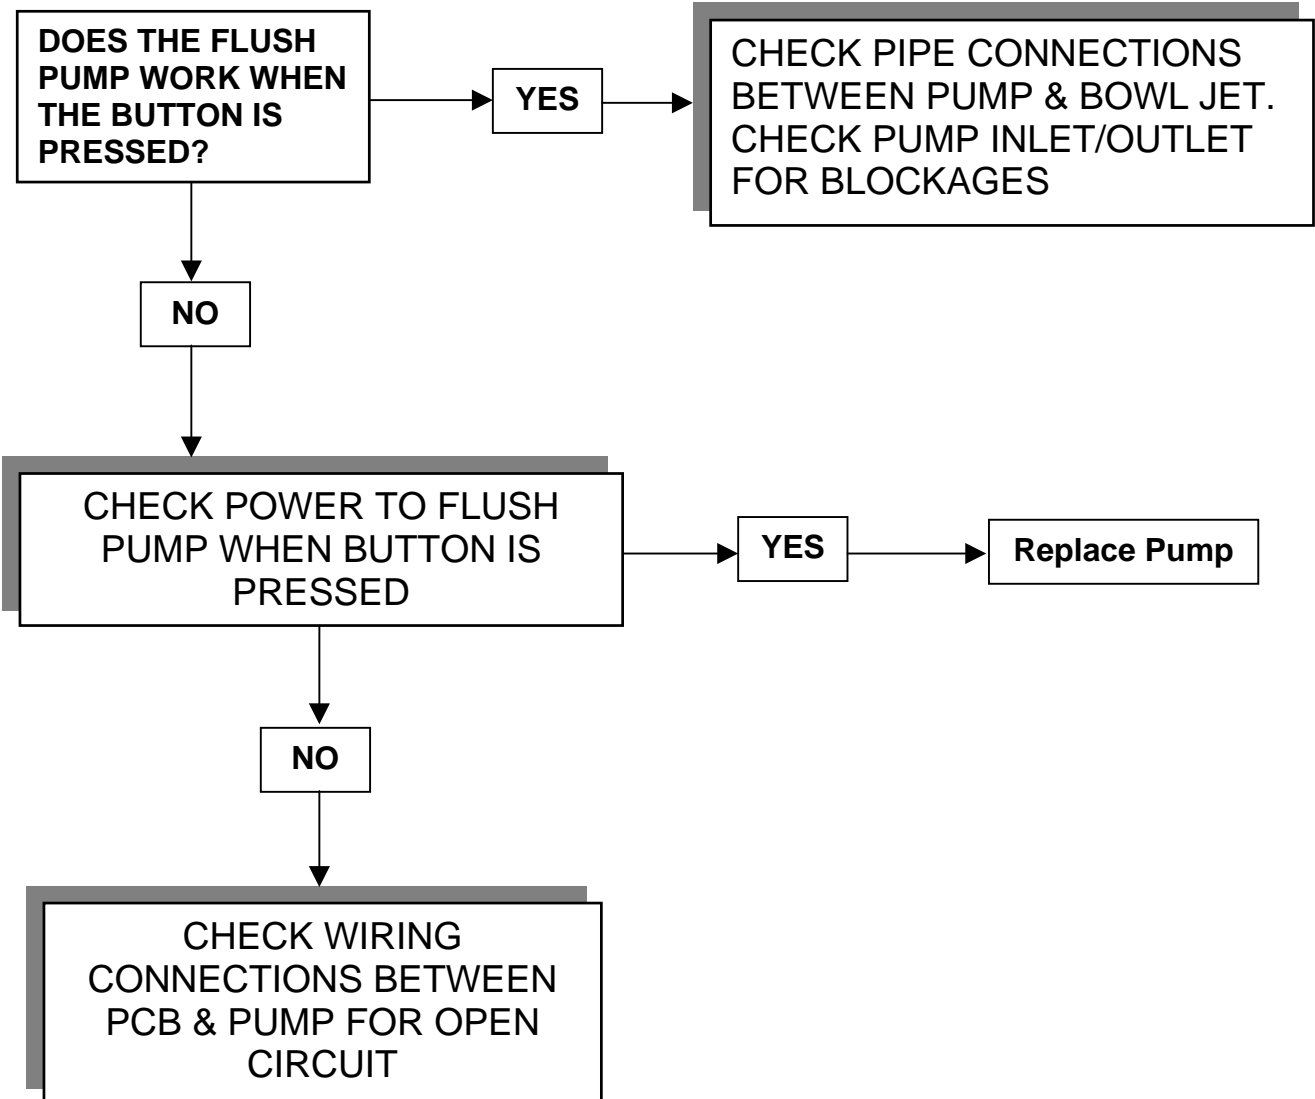 DOES THE FLUSH
PUMP WORK WHEN
THE BUTTON IS
PRESSED?
YES
CHECK PIPE CONNECTIONS
BETWEEN PUMP & BOWL JET.
CHECK PUMP INLET/OUTLET
FOR BLOCKAGES
NO
CHECK POWER TO FLUSH
PUMP WHEN BUTTON IS
PRESSED
YES
Replace Pump
NO
CHECK WIRING
CONNECTIONS BETWEEN
PCB & PUMP FOR OPEN
CIRCUIT